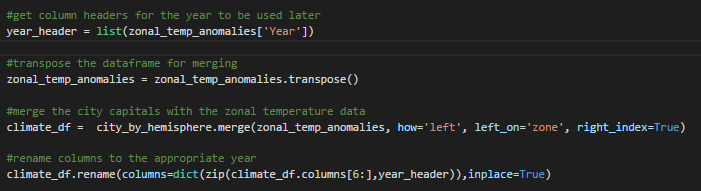 #get column headers for the year to be used later
year_header = list(zonal_temp_anomalies['Year'])
#transpose the dataframe for merging
zonal_temp_anomalies = zonal_temp_anomalies.transpose()
#merge the city capitals with the zonal temperature data
climate_df =  city_by_hemisphere.merge(zonal_temp_anomalies, how='left', left_on='zone', right_index=True)
#rename columns to the appropriate year
climate_df.rename(columns=dict(zip(climate_df.columns[6:],year_header)),inplace=True)